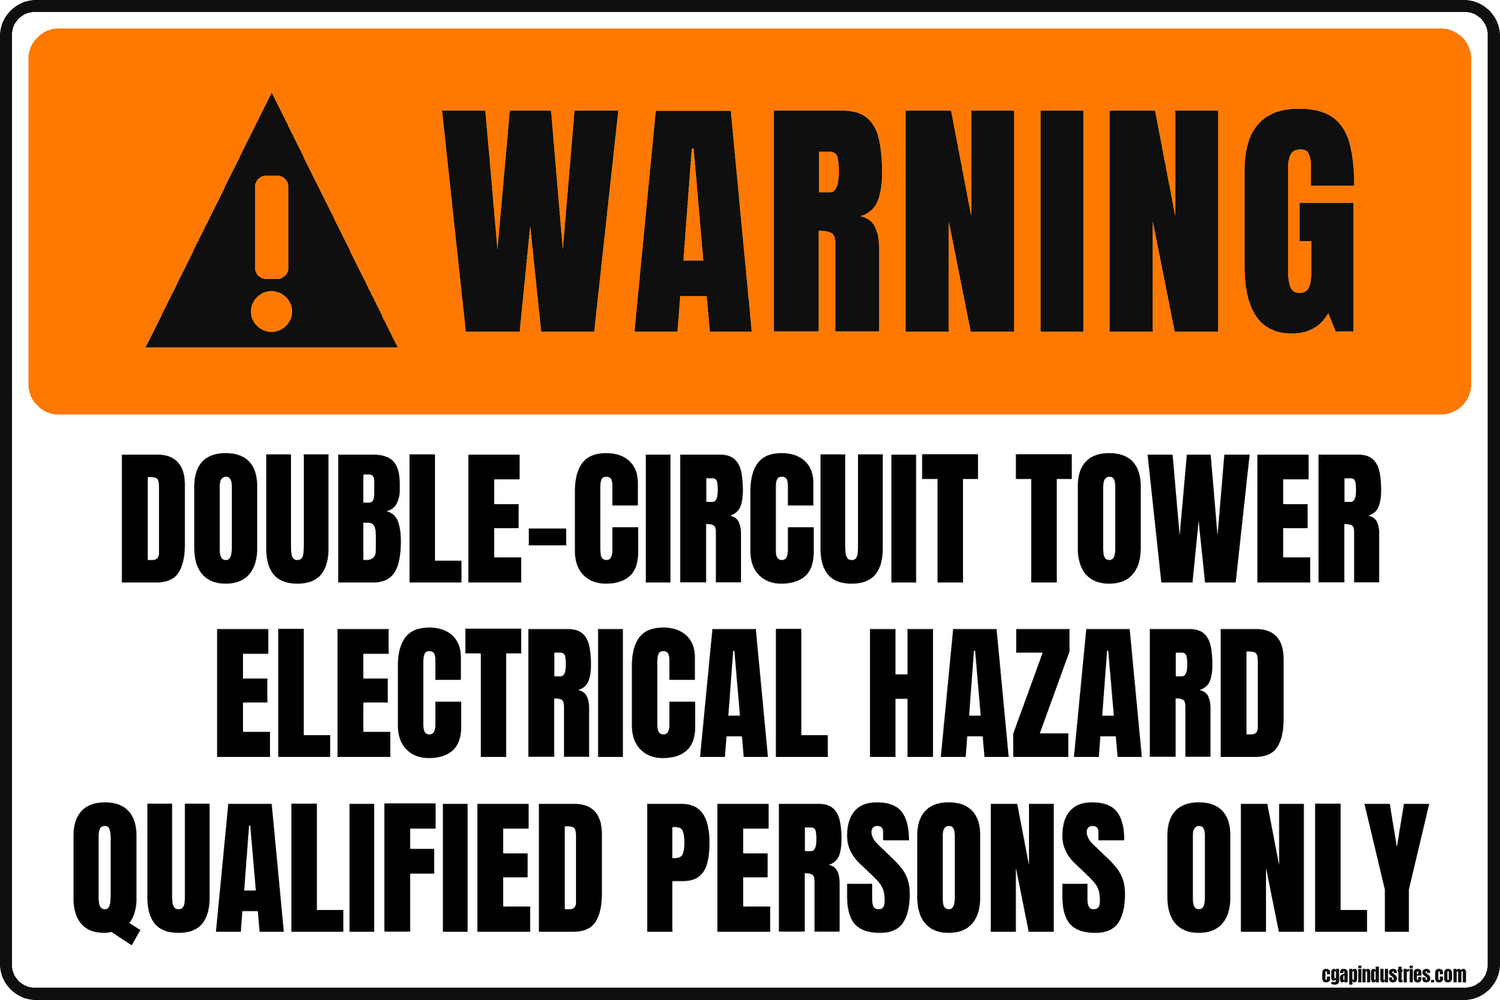 WARNING
DOUBLE-CIRCUIT TOWER
ELECTRICAL HAZARD
QUALIFIED PERSONS ONLY
cgapindustries.com